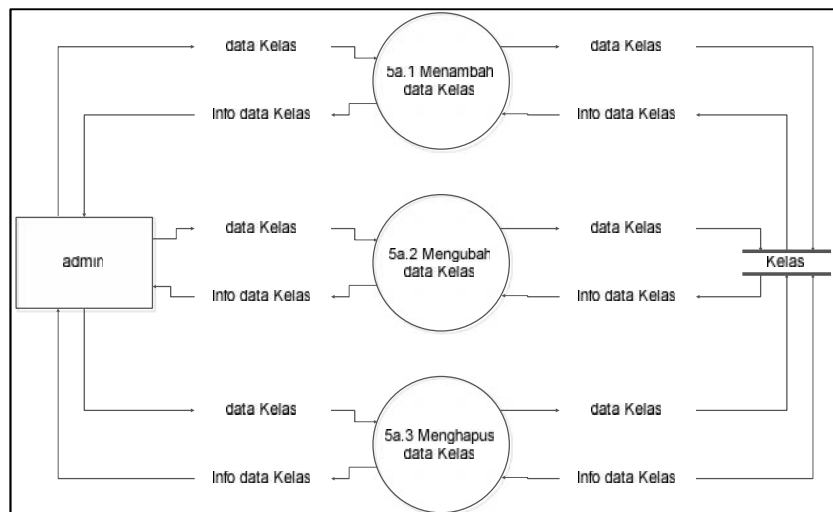 data Kelas
5a.1 Menambah
data Kelas
data Kelas
Info data Kelas
Info data Kelas
admin
data Kelas
5a.2 Mengubah
data Kelas
data Kelas
Kelas
Info data Kelas
Info data Kelas
data Kelas
5a.3 Menghapus
data Kelas
data Kelas
Info data Kelas
Info data Kelas